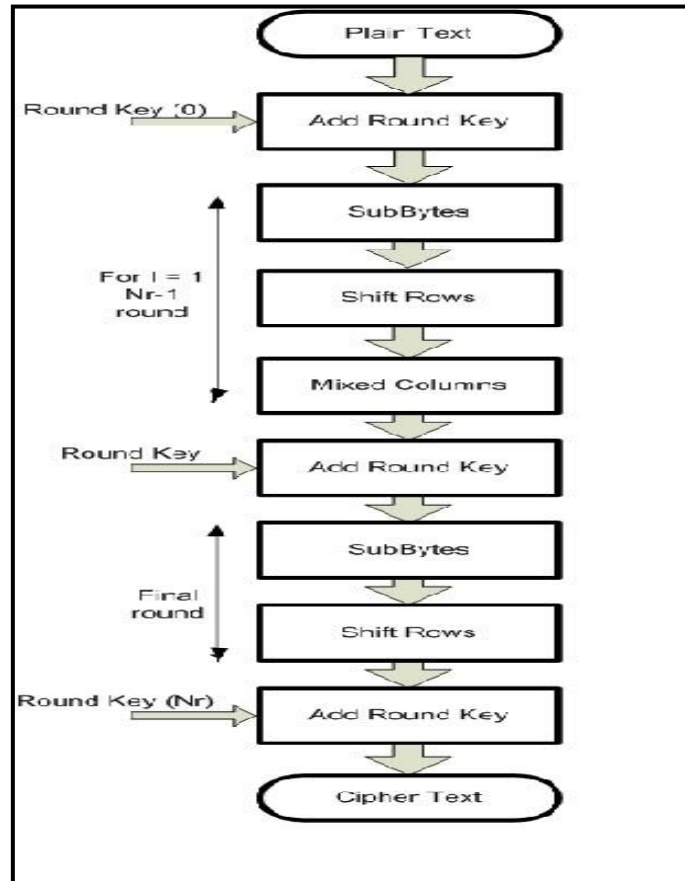 Plair Text
Round Key (0)
Add Round Key
SubBytes
For I = 1
Nr-1
round
Shift Rows
Mixed Columns
Round Key
Add Round Key
SubBytes
Final
round
Shift Rows
Round Key (Nr)
Add Round Key
Cipher Text